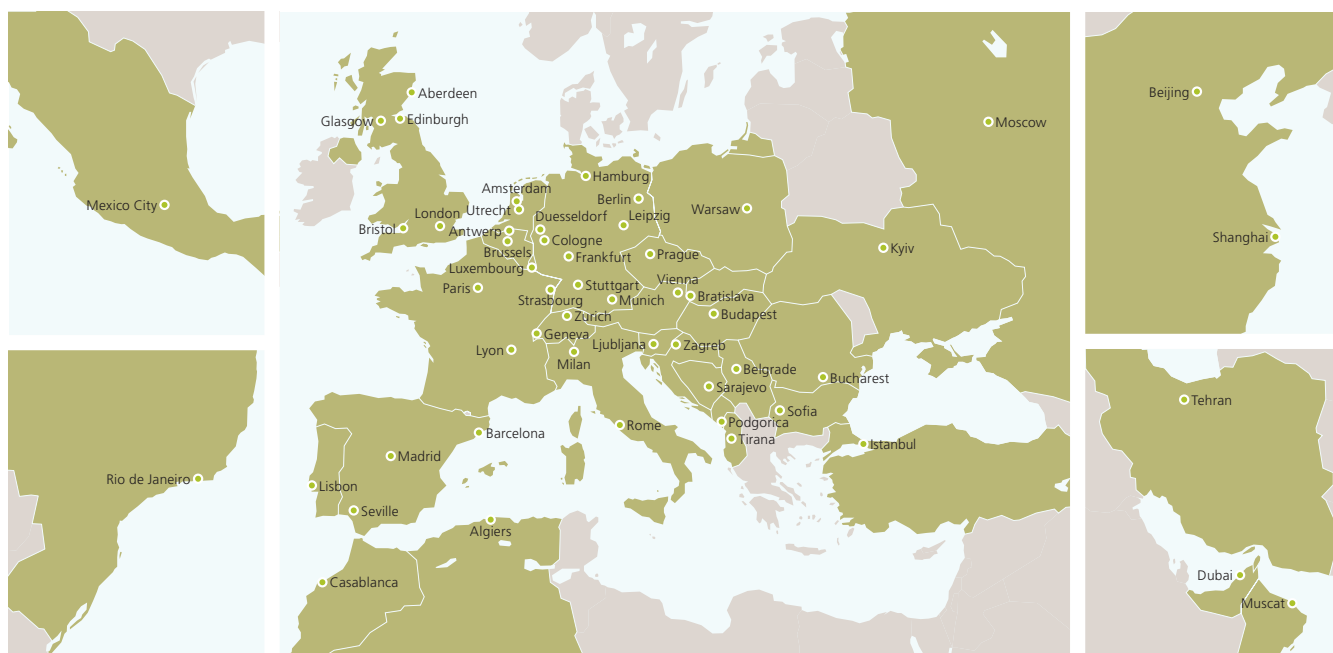 Mexico City
Rio de Janeiro
Aberdeen
Glasgow
Edinburgh
Moscow
Hamburg
Amsterdam
Berlin
Utrecht
Warsaw
London
Duesseldorf
Leipzig
Bristol
Antwerp
Cologne
Kyiv
Brussels
Frankfurt
Prague
Luxembourg
Vienna
Paris
Stuttgart
Strasbourg
Munich
Bratislava
Zurich
Budapest
Geneva
Lyon
Ljubljana
Zagreb
Milan
Belgrade
Bucharest
Sarajevo
Sofia
Podgorica
Rome
Barcelona
Tirana
Istanbul
Madrid
Lisbon
Seville
Algiers
Casablanca
Beijing
Shanghai
Tehran
Dubai
Muscat